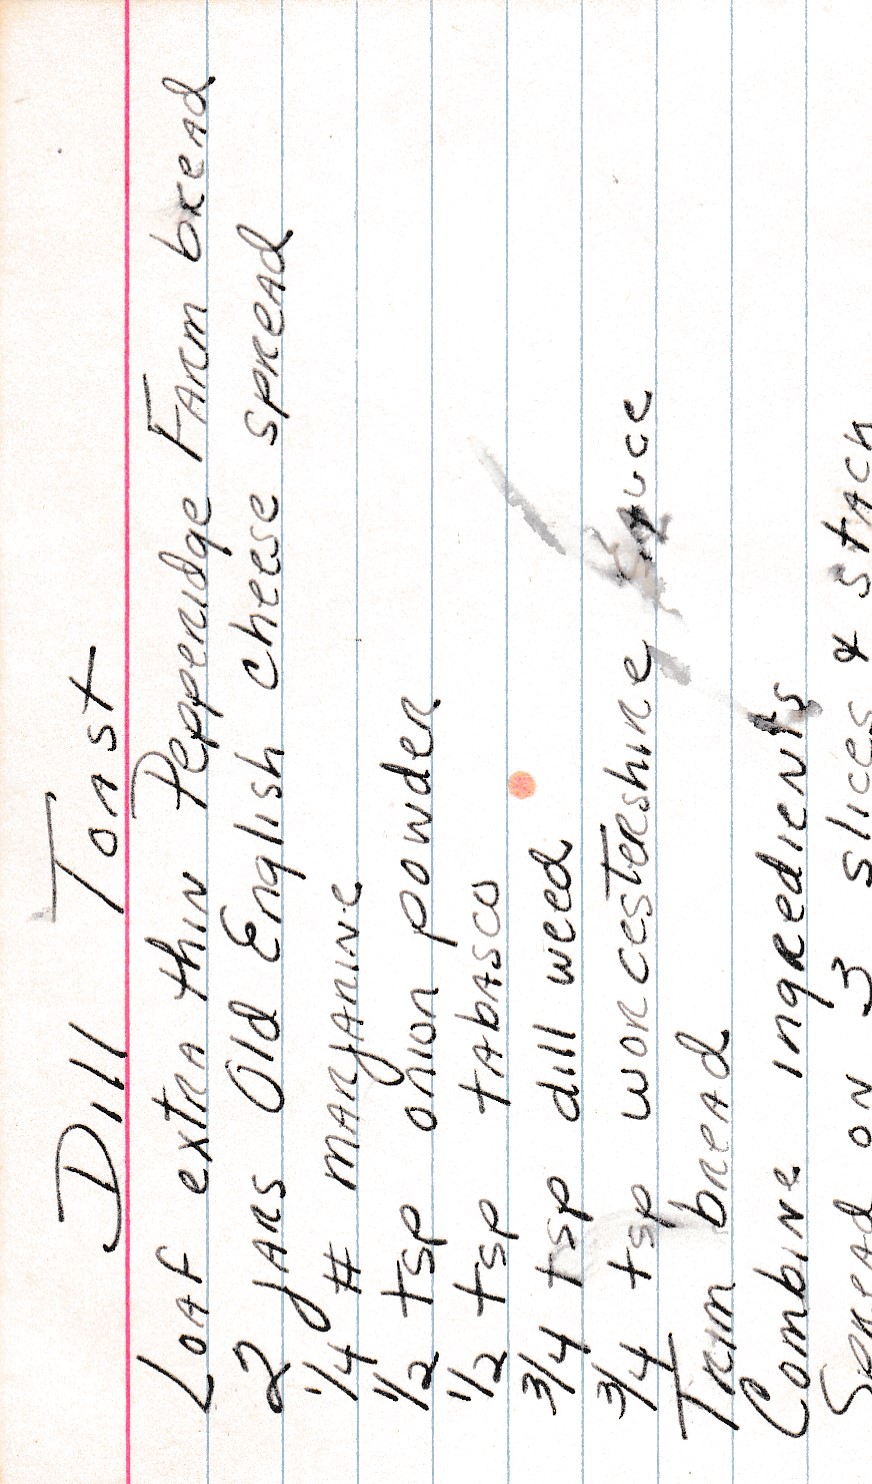 Dill Toast
Loaf extra thin Pepperidge Farm bread
2 jars Old English cheese spread
1/4 # marjarine
1/2 tsp onion powder
1/2 tsp tabasco
3/4 tsp dill weed
3/4 tsp worcestershire sauce
Trim bread
Combine ingredients
Spread on 3 slices & stack